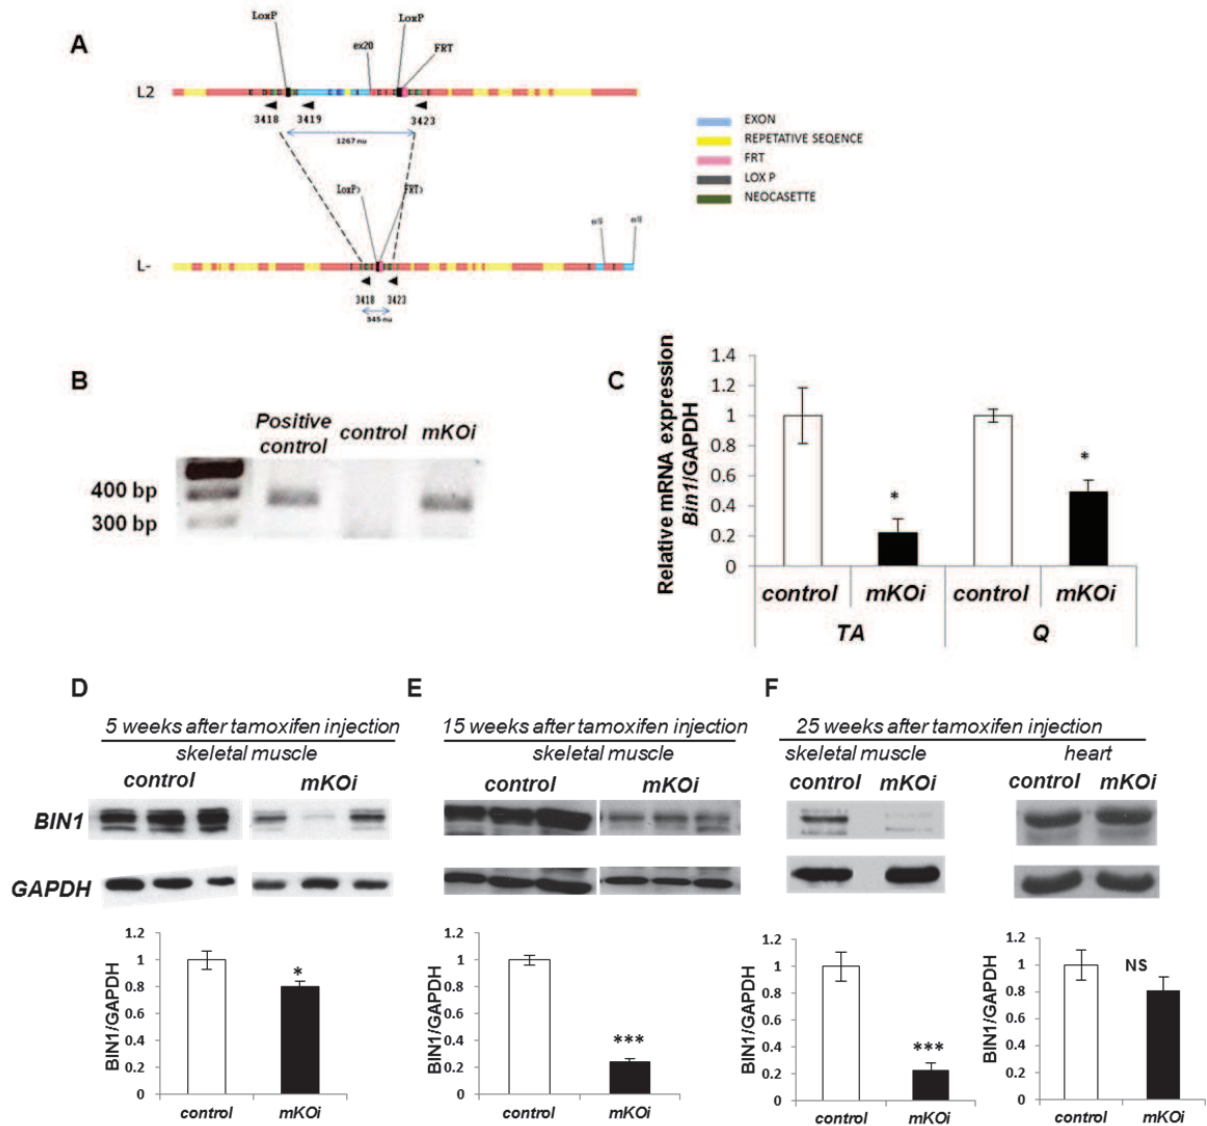 A
LoxP
LoxP
ex20
FRT
L2
3418
3419
3423
1267 nu
EXON
REPETATIVE SEQENCE
FRT
LOX P
NEOCASETTE
LoxP>
FRT>
L-
3418
3423
345 nu
B
Positive control
control
mKOi
400 bp
300 bp
C
Relative mRNA expression
Bin1/GAPDH
1.4
1.2
1
0.8
0.6
0.4
0.2
0
*
*
control mKOi control mKOi
TA Q
D
5 weeks after tamoxifen injection
skeletal muscle
control mKOi
BIN1
GAPDH
BIN1/GAPDH
1.2
1
0.8
0.6
0.4
0.2
0
*
control mKOi
E
15 weeks after tamoxifen injection
skeletal muscle
control mKOi
BIN1/GAPDH
1.2
1
0.8
0.6
0.4
0.2
0
***
control mKOi
F
25 weeks after tamoxifen injection
skeletal muscle heart
control mKOi control mKOi
BIN1/GAPDH
1.2
1
0.8
0.6
0.4
0.2
0
***
control mKOi
BIN1/GAPDH
1.2
1
0.8
0.6
0.4
0.2
0
NS
control mKOi